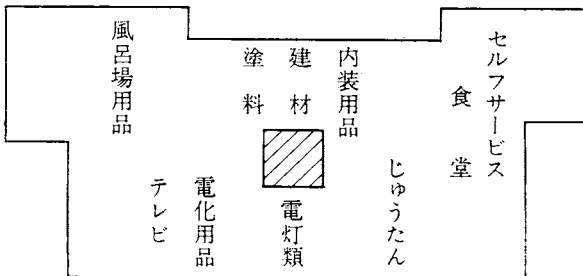 セルフサービス
食堂
じゅうたん
内装用品
建材
塗料
電灯類
電化用品
テレビ
風呂場用品